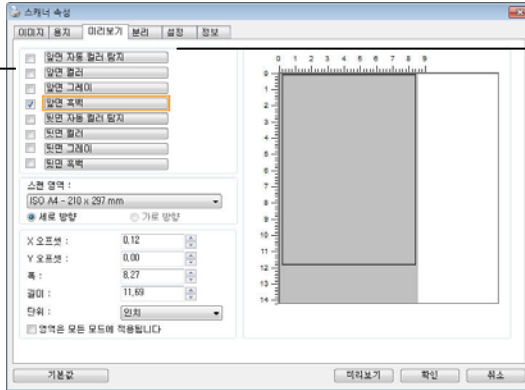 스캐너 속성
이미지 용지 미리보기 분리 설정 정보
앞면 자동 컬러 탐지
앞면 컬러
앞면 그레이
앞면 흑백
뒷면 자동 컬러 탐지
뒷면 컬러
뒷면 그레이
뒷면 흑백
스캔 영역 :
ISO A4 - 210 x 297 mm
세로 방향 가로 방향
X 오프셋 : 0,12
Y 오프셋 : 0,00
폭 : 8,27
길이 : 11,69
단위 : 인치
영역은 모든 모드에 적용됩니다
0 1 2 3 4 5 6 7 8 9
0
1
2
3
4
5
6
7
8
9
10
11
12
13
14
기본값 미리보기 확인 취소